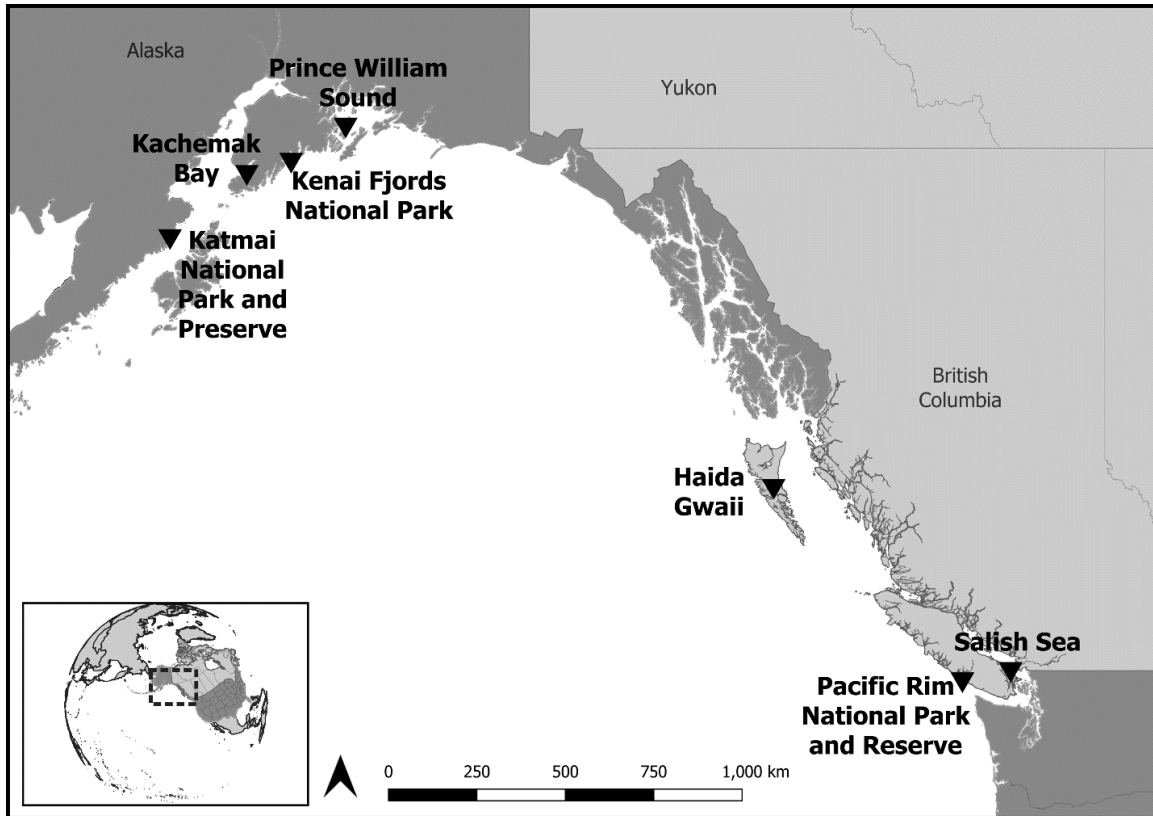 Alaska
Yukon
Prince William
Sound
Kachemak
Bay
Kenai Fjords
National Park
Katmai
National
Park and
Preserve
British
Columbia
Haida
Gwaii
Salish Sea
Pacific Rim
National Park
and Reserve
0 250 500 750 1,000 km